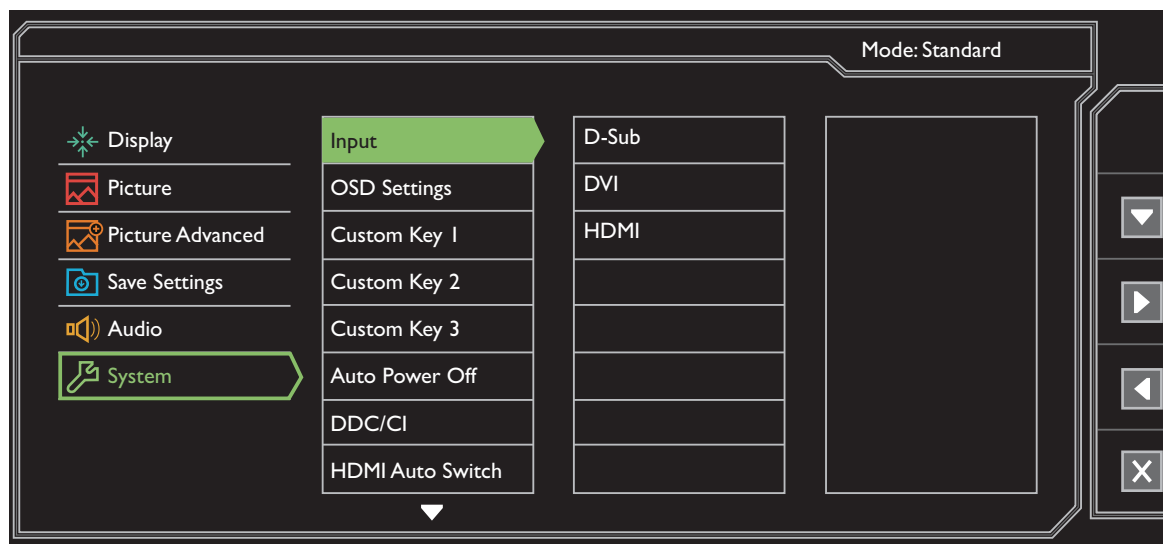 Mode: Standard
Display
Picture
Picture Advanced
Save Settings
Audio
System
Input
OSD Settings
Custom Key 1
Custom Key 2
Custom Key 3
Auto Power Off
DDC/CI
HDMI Auto Switch
D-Sub
DVI
HDMI